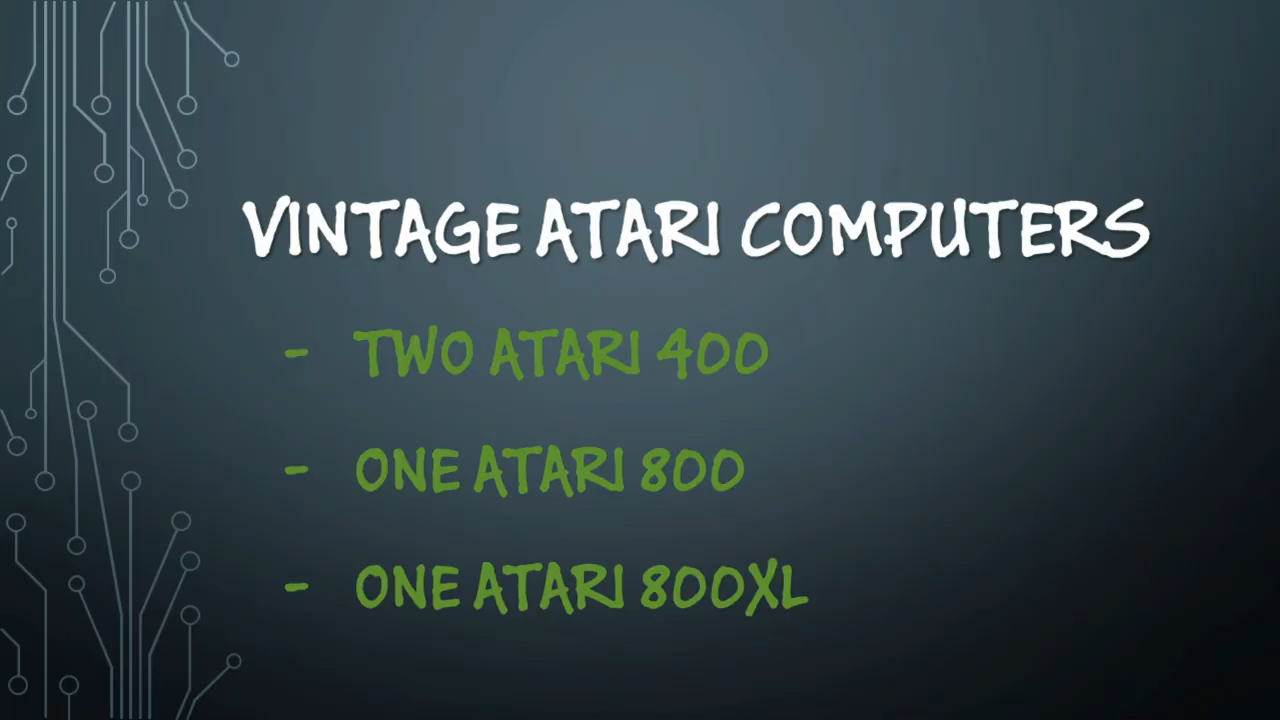 VINTAGE ATARI COMPUTERS
- TWO ATARI 400
- ONE ATARI 800
- ONE ATARI 800XL